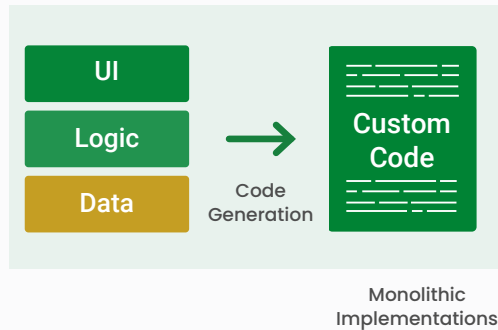 UI
Logic
Data
Code
Generation
Custom
Code
Monolithic
Implementations